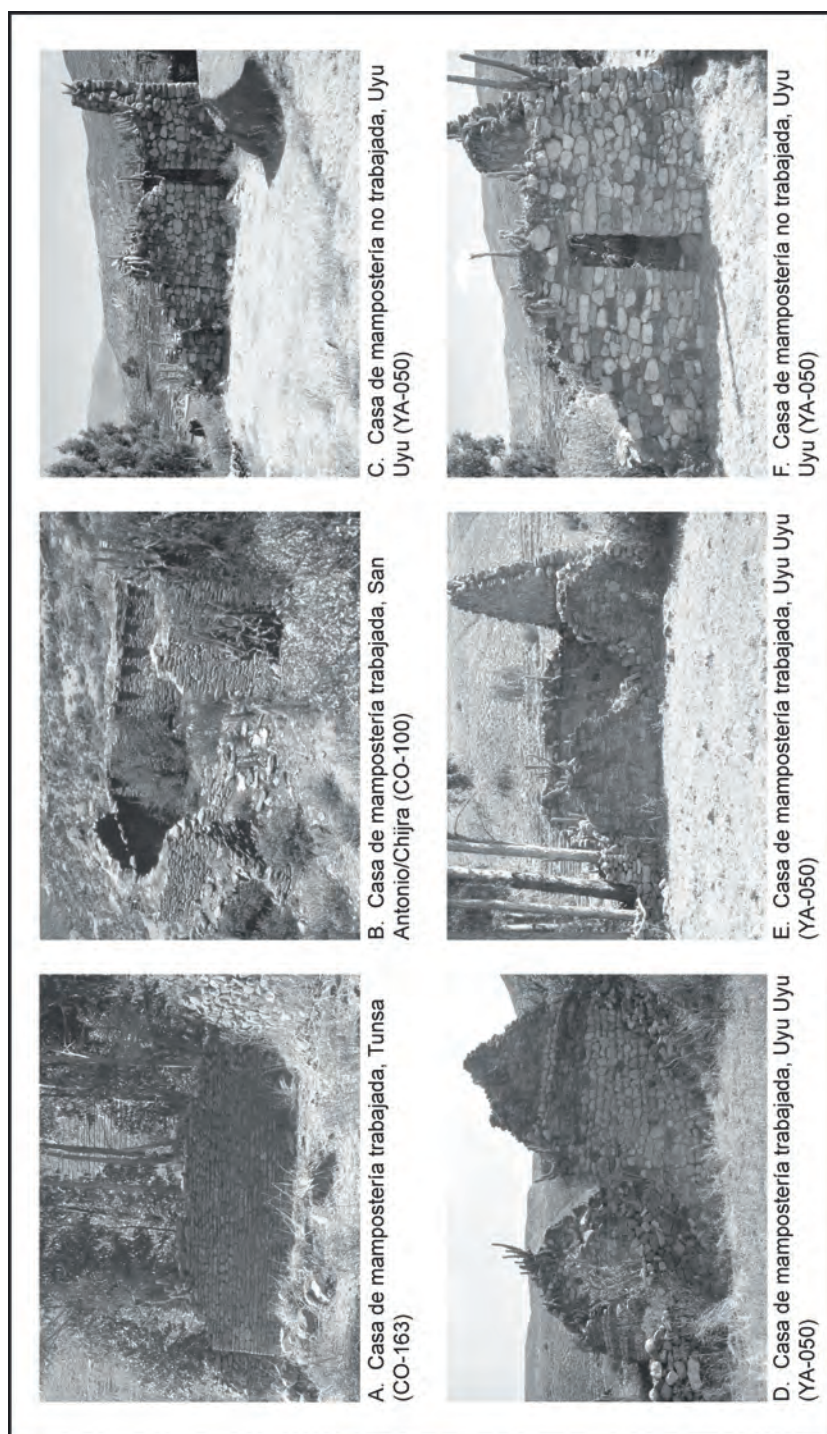 A. Casa de mampostería trabajada, Tunsa
(CO-163)
B. Casa de mampostería trabajada, San
Antonio/Chijra (CO-100)
C. Casa de mampostería no trabajada, Uyu
Uyu (YA-050)
D. Casa de mampostería trabajada, Uyu Uyu
(YA-050)
E. Casa de mampostería trabajada, Uyu Uyu
(YA-050)
F. Casa de mampostería no trabajada, Uyu
Uyu (YA-050)